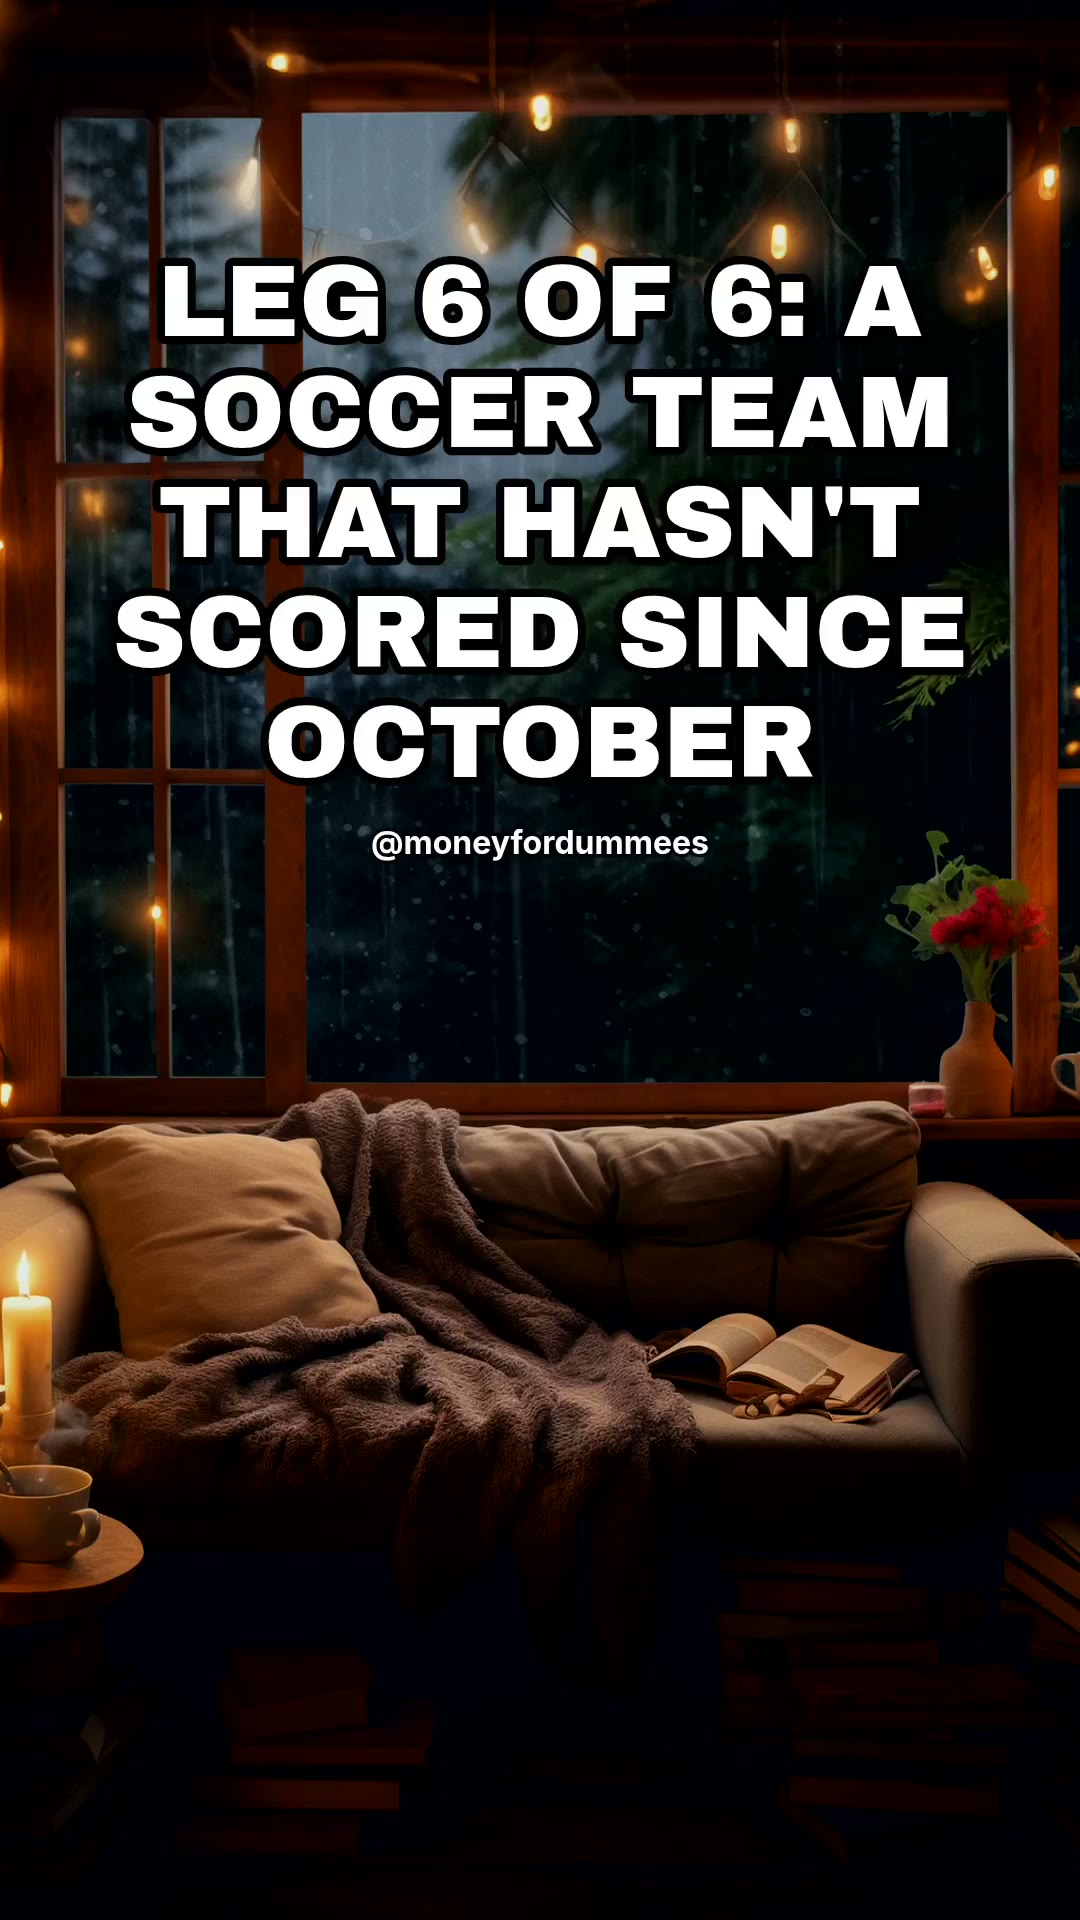 LEG 6 OF 6: A
SOCCER TEAM
THAT HASN'T
SCORED SINCE
OCTOBER
@moneyfordummees